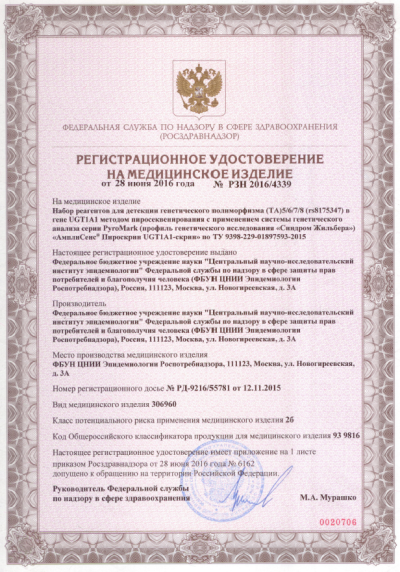 ФЕДЕРАЛЬНАЯ СЛУЖБА ПО НАДЗОРУ В СФЕРЕ ЗДРАВООХРАНЕНИЯ
(РОСЗДРАВНАДЗОР)
РЕГИСТРАЦИОННОЕ УДОСТОВЕРЕНИЕ
НА МЕДИЦИНСКОЕ ИЗДЕЛИЕ
от 28 июня 2016 года № РЗН 2016/4339
На медицинское изделие
Набор реагентов для детекции генетического полиморфизма (TA)5/6/7/8 (rs8175347) в
гене UGT1A1 методом пиросеквенирования с применением системы генетического
анализа серии PyroMark (профиль генетического исследования «Синдром Жильбера»)
«АмплиСенс® Пироскрин UGT1A1-скрин» по ТУ 9398-229-01897593-2015
Настоящее регистрационное удостоверение выдано
Федеральное бюджетное учреждение науки "Центральный научно-исследовательский
институт эпидемиологии" Федеральной службы по надзору в сфере защиты прав
потребителей и благополучия человека (ФБУН ЦНИИ Эпидемиологии
Роспотребнадзора), Россия, 111123, Москва, ул. Новогиреевская, д. 3А
Производитель
Федеральное бюджетное учреждение науки "Центральный научно-исследовательский
институт эпидемиологии" Федеральной службы по надзору в сфере защиты прав
потребителей и благополучия человека (ФБУН ЦНИИ Эпидемиологии
Роспотребнадзора), Россия, 111123, Москва, ул. Новогиреевская, д. 3А
Место производства медицинского изделия
ФБУН ЦНИИ Эпидемиологии Роспотребнадзора, 111123, Москва, ул. Новогиреевская,
д. 3А
Номер регистрационного досье № РД-9216/55781 от 12.11.2015
Вид медицинского изделия 306960
Класс потенциального риска применения медицинского изделия 2б
Код Общероссийского классификатора продукции для медицинского изделия 93 9816
Настоящее регистрационное удостоверение имеет приложение на 1 листе
приказом Росздравнадзора от 28 июня 2016 года № 6162
допущено к обращению на территории Российской Федерации.
Руководитель Федеральной службы
по надзору в сфере здравоохранения
М.А. Мурашко
0020706